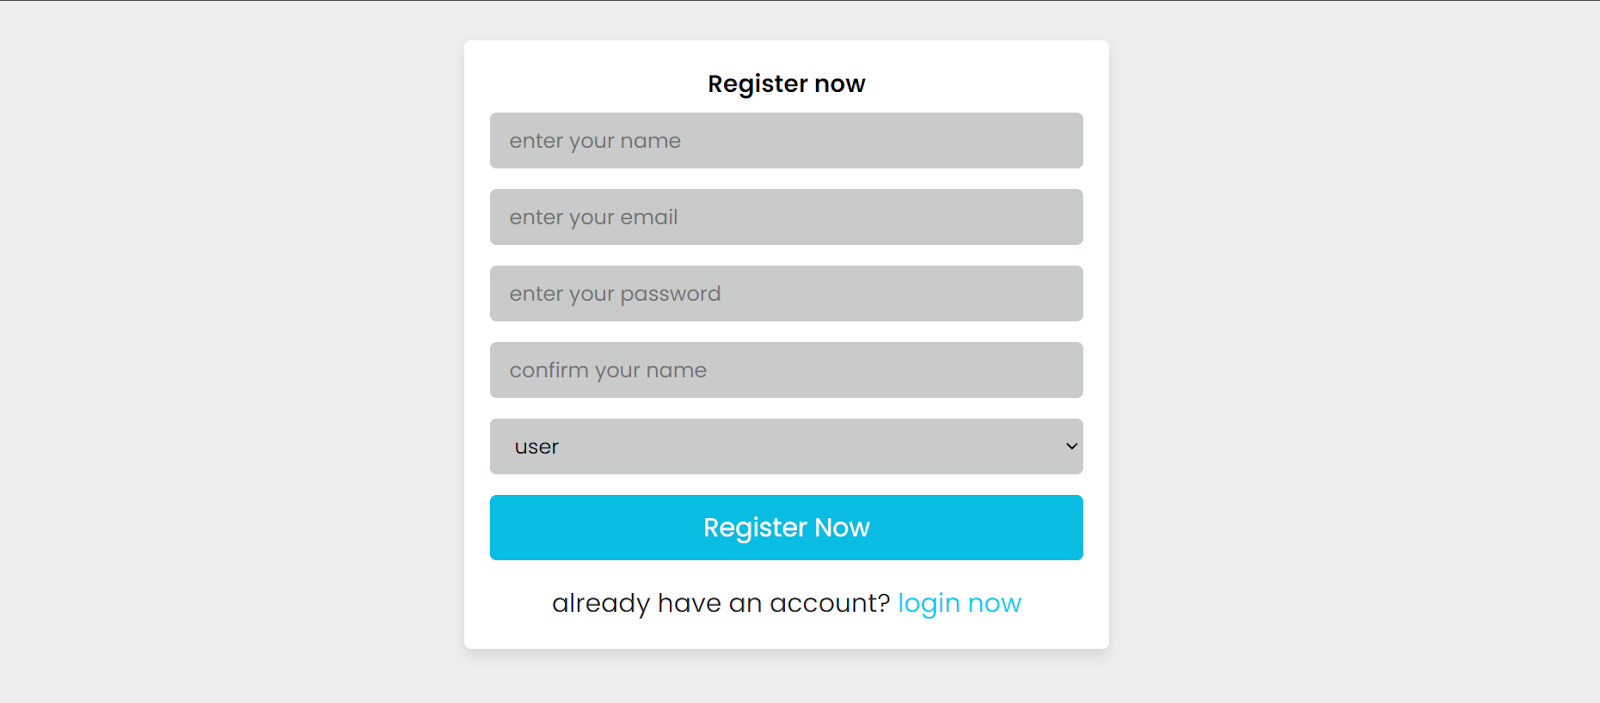 Register now
enter your name
enter your email
enter your password
confirm your name
user
Register Now
already have an account? login now